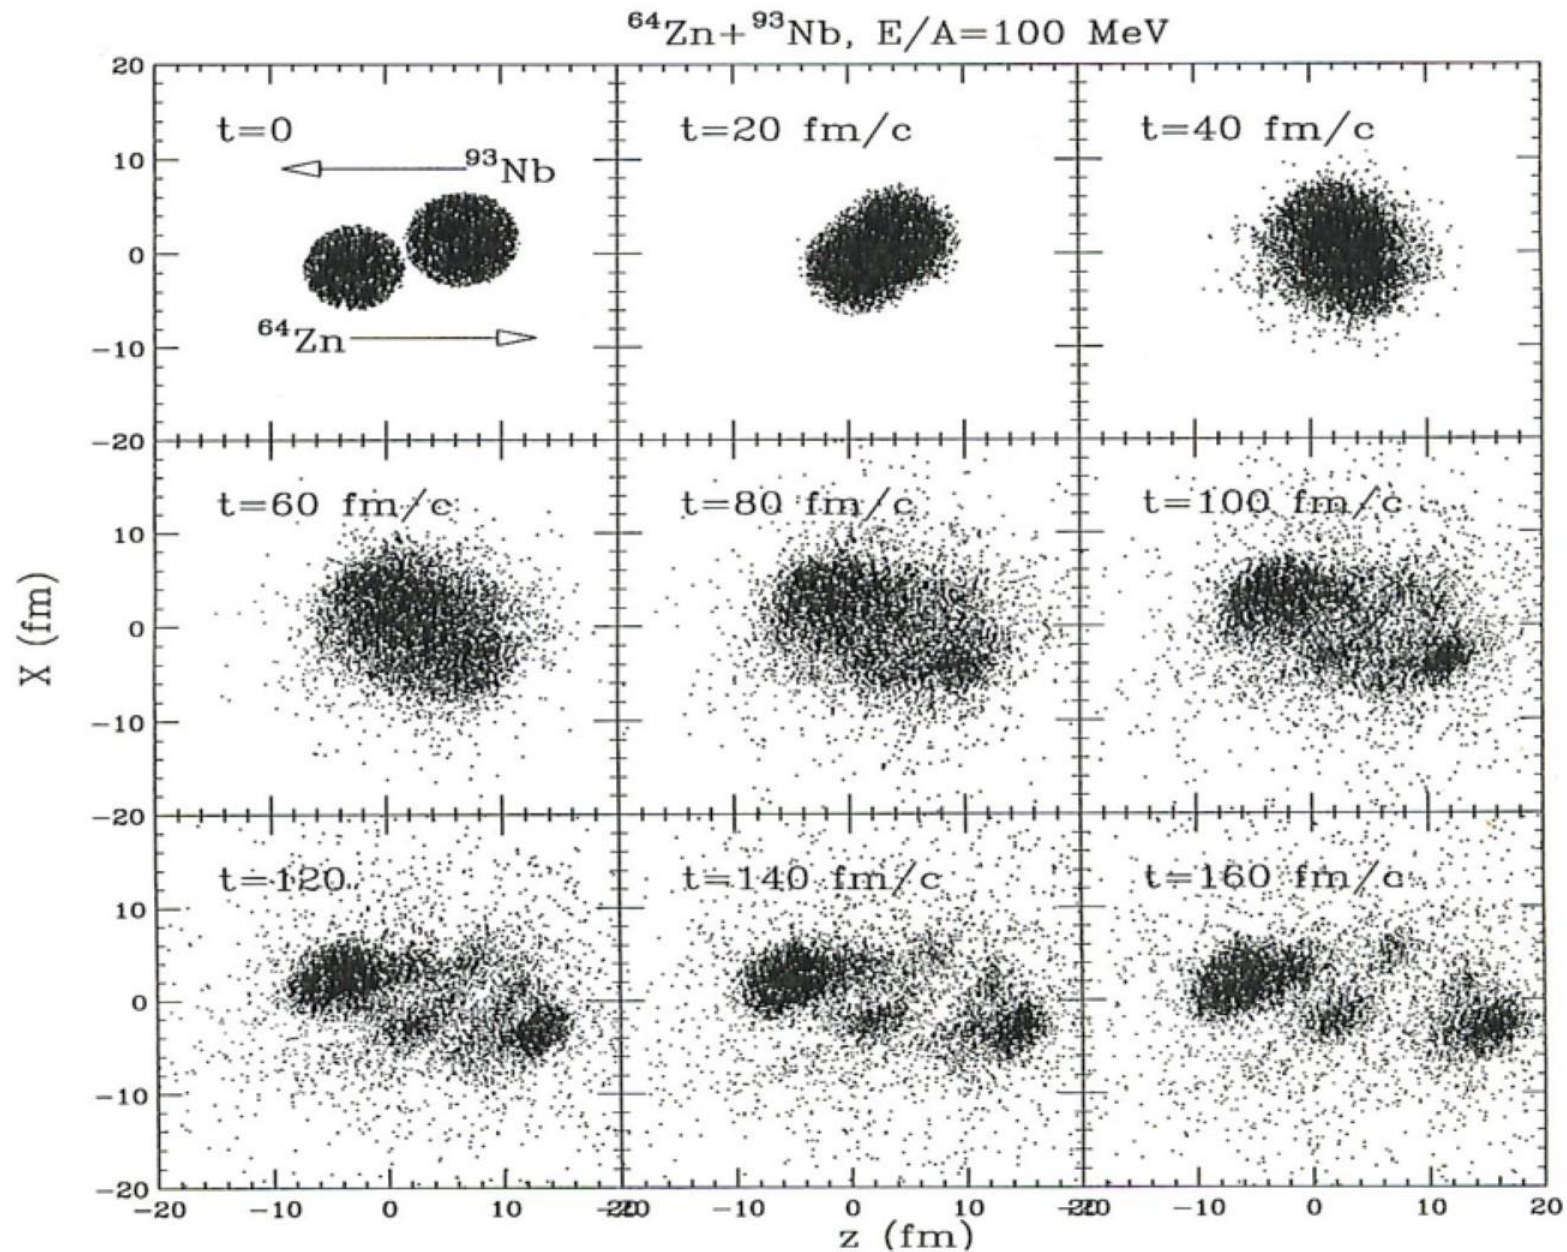 ⁶⁴Zn+⁹³Nb, E/A=100 MeV
20
t=0
t=20 fm/c
t=40 fm/c
10
⁹³Nb
0
⁶⁴Zn
-10
-20
t=60 fm/c
t=80 fm/c
t=100 fm/c
10
0
X (fm)
-10
-20
t=120
t=140 fm/c
t=160 fm/c
10
0
-10
-20
-20 -10 0 10 -10 0 10 -10 0 10 20
z (fm)